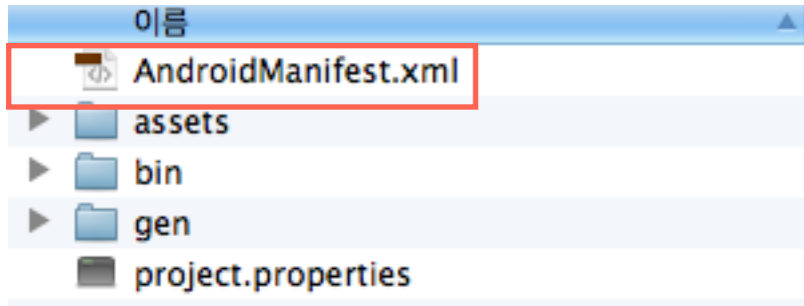 이름
AndroidManifest.xml
assets
bin
gen
project.properties